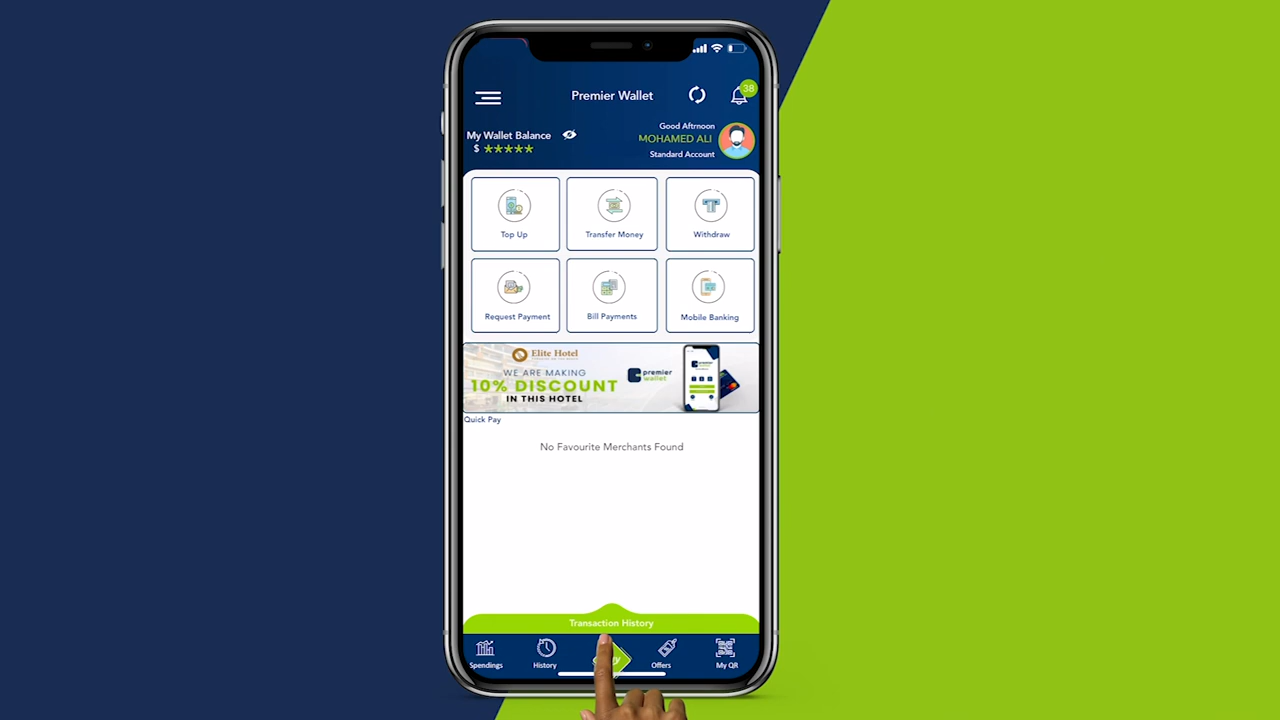 Premier Wallet
38
My Wallet Balance
$ *****
Good Aftrnoon
MOHAMED ALI
Standard Account
Top Up
Transfer Money
Withdraw
Request Payment
Bill Payments
Mobile Banking
Elite Hotel
WE ARE MAKING
10% DISCOUNT
IN THIS HOTEL
premier
wallet
Quick Pay
No Favourite Merchants Found
Transaction History
Spendings
History
Offers
My QR